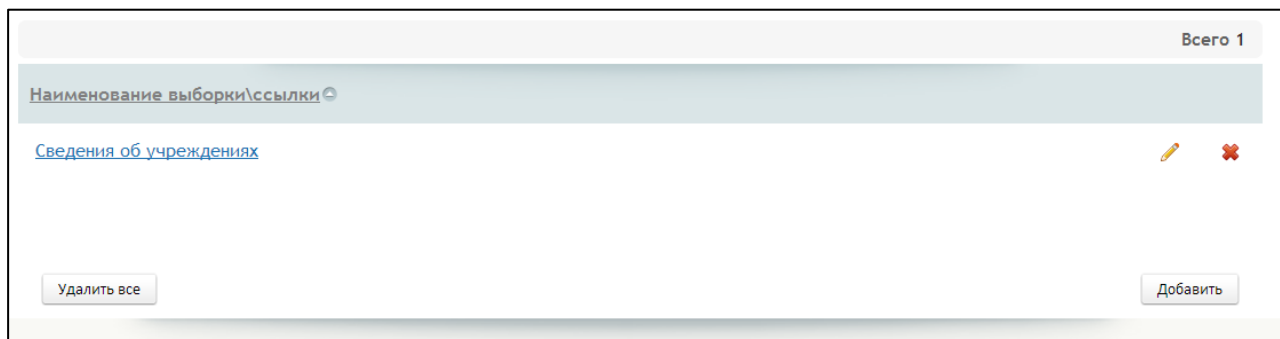 Всего 1
Наименование выборки\ссылки
Сведения об учреждениях
Удалить все
Добавить